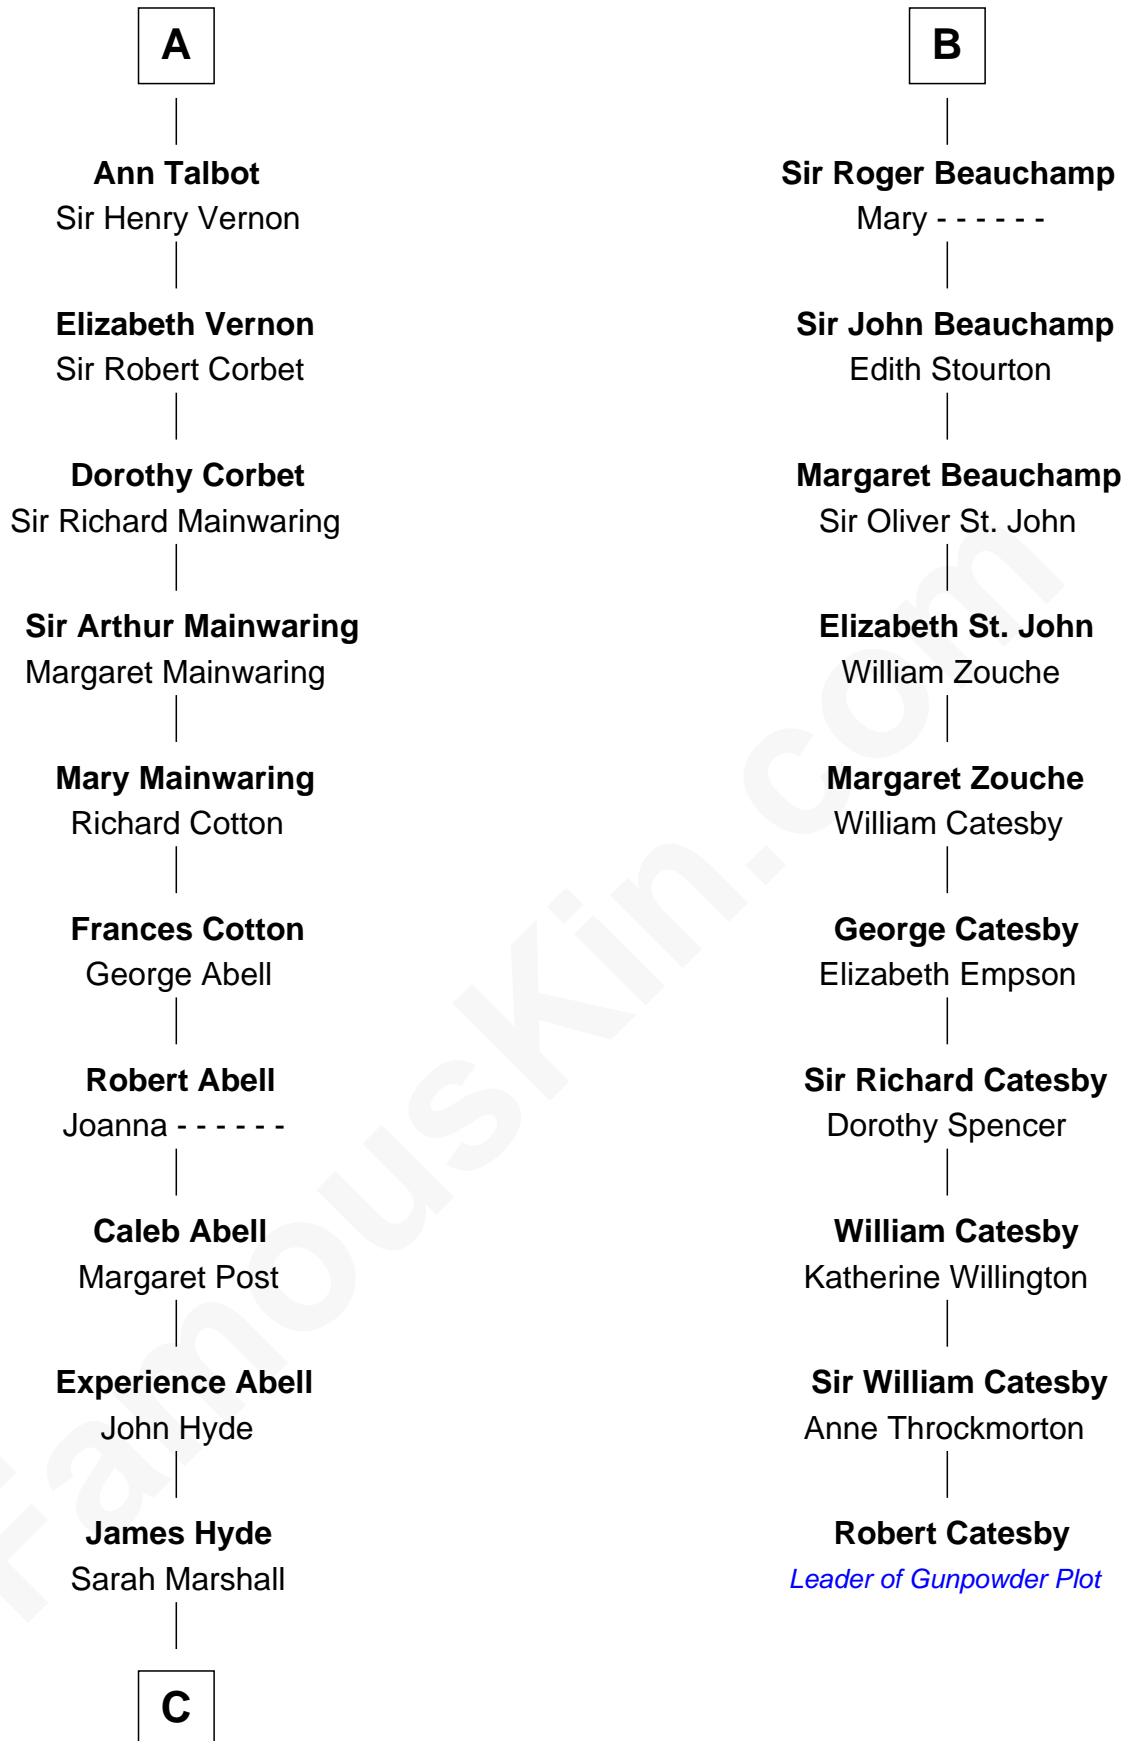 A
Ann Talbot
Sir Henry Vernon
Elizabeth Vernon
Sir Robert Corbet
Dorothy Corbet
Sir Richard Mainwaring
Sir Arthur Mainwaring
Margaret Mainwaring
Mary Mainwaring
Richard Cotton
Frances Cotton
George Abell
Robert Abell
Joanna - - - - - -
Caleb Abell
Margaret Post
Experience Abell
John Hyde
James Hyde
Sarah Marshall
C
B
Sir Roger Beauchamp
Mary - - - - - -
Sir John Beauchamp
Edith Stourton
Margaret Beauchamp
Sir Oliver St. John
Elizabeth St. John
William Zouche
Margaret Zouche
William Catesby
George Catesby
Elizabeth Empson
Sir Richard Catesby
Dorothy Spencer
William Catesby
Katherine Willington
Sir William Catesby
Anne Throckmorton
Robert Catesby
Leader of Gunpowder Plot
FamousKin.com